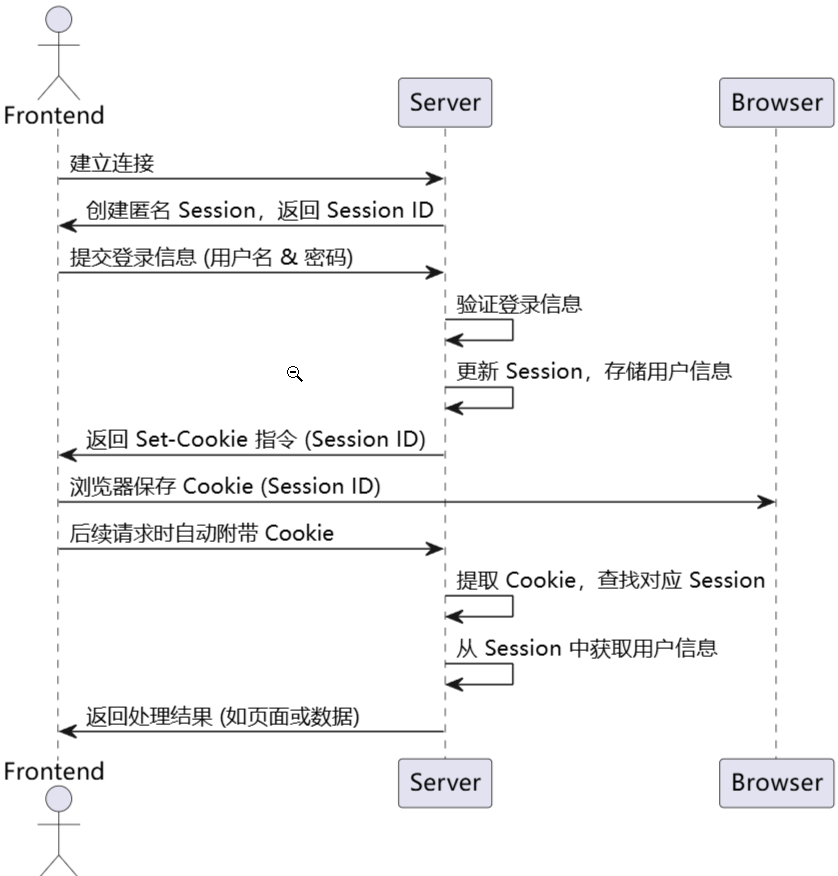 Frontend
Server
Browser
建立连接
创建匿名 Session，返回 Session ID
提交登录信息 (用户名 & 密码)
验证登录信息
更新 Session，存储用户信息
返回 Set-Cookie 指令 (Session ID)
浏览器保存 Cookie (Session ID)
后续请求时自动附带 Cookie
提取 Cookie，查找对应 Session
从 Session 中获取用户信息
返回处理结果 (如页面或数据)
Frontend
Server
Browser